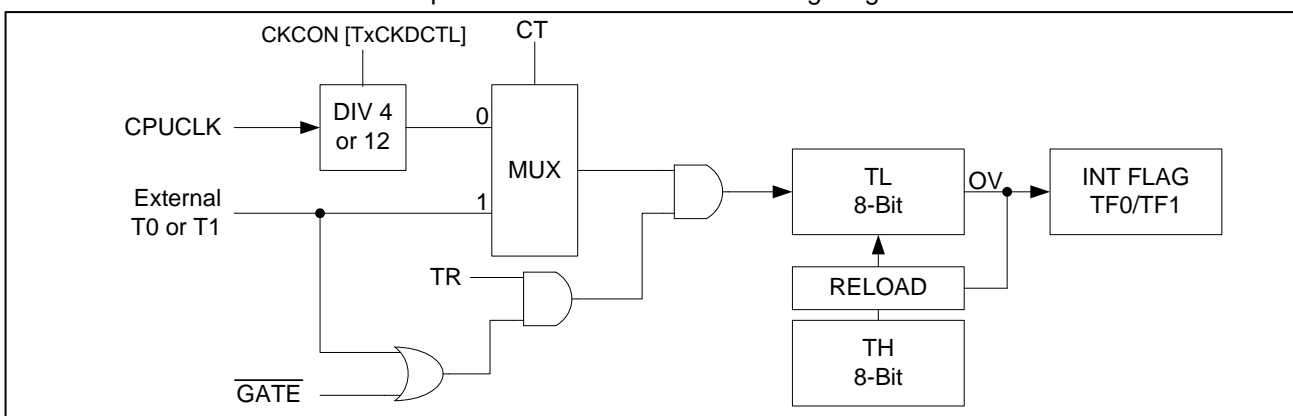 CKCON [TxCKDCTL]
CT
CPUCLK
DIV 4
or 12
0
MUX
External
T0 or T1
1
TL
8-Bit
OV
INT FLAG
TF0/TF1
TR
RELOAD
TH
8-Bit
GATE